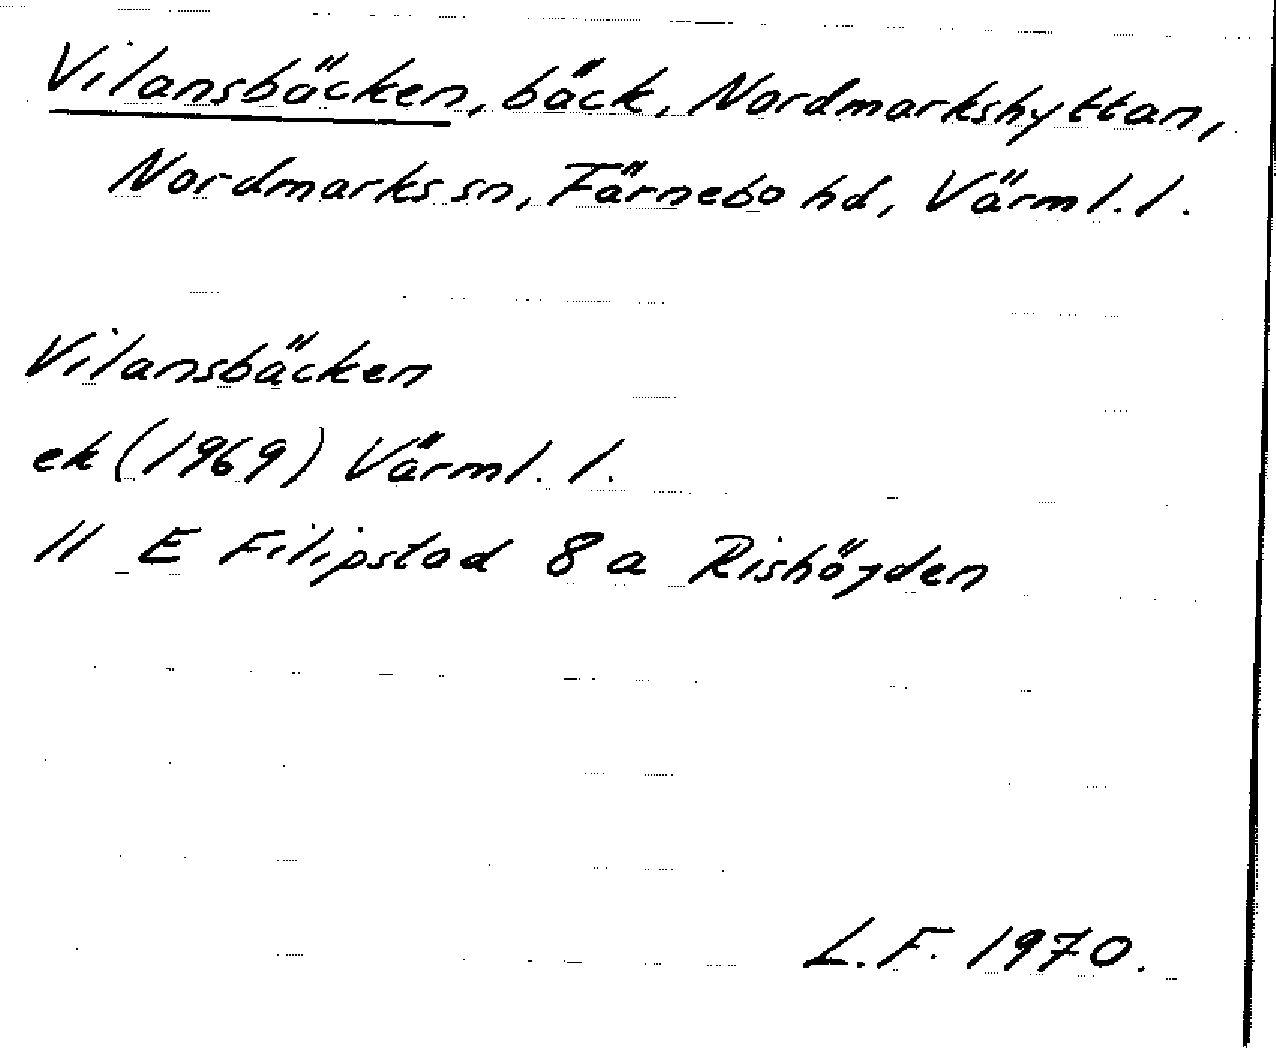 Vilansbäcken, bäck, Nordmarkshyttan,
Nordmarks sn, Färnebo hd, Värml. l.
Vilansbäcken
ek (1969) Värml. l.
11 E Filipstad 8 a Rishöjden
L.F. 1970.